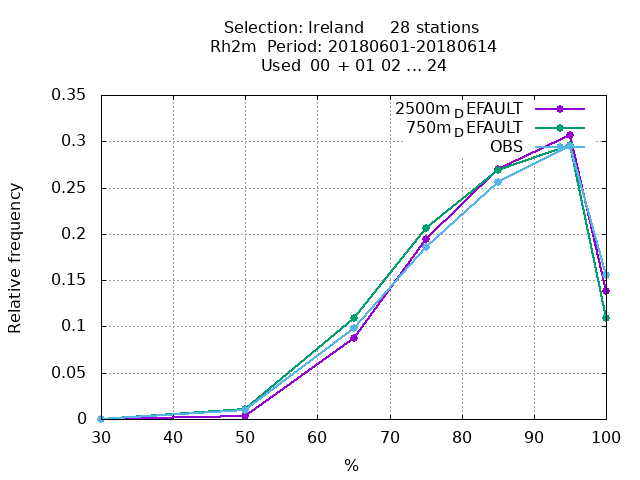 Selection: Ireland     28 stations
Rh2m  Period: 20180601-20180614
Used  00 + 01 02 ... 24
0.35
0.3
0.25
0.2
0.15
0.1
0.05
0
30 40 50 60 70 80 90 100
Relative frequency
%
2500m_DEFAULT
750m_DEFAULT
OBS